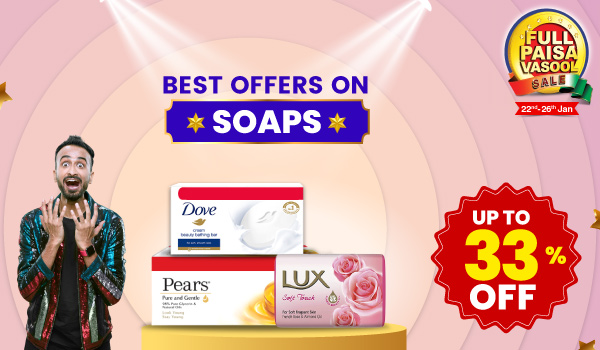 BEST OFFERS ON
SOAPS
FULL
PAISA
VASOOL
SALE
22nd-26th Jan
Dove
cream
beauty bathing bar
Pears
Pure and Gentle
LUX
Soft Touch
UP TO
33%
OFF